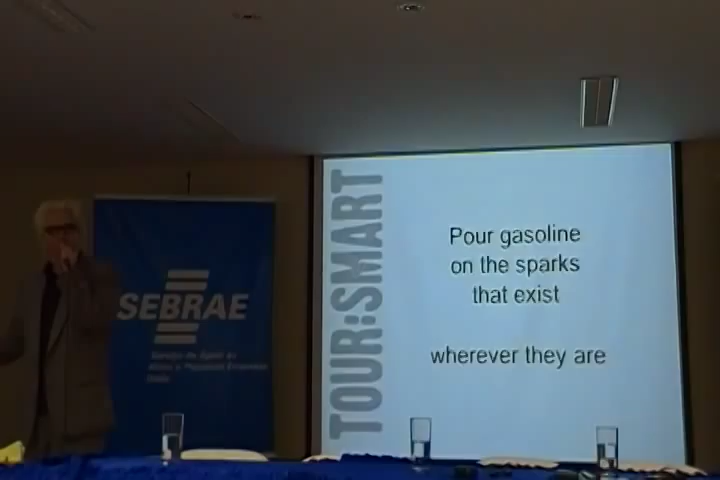 SEBRAE
TOUR:SMART
Pour gasoline
on the sparks
that exist
wherever they are